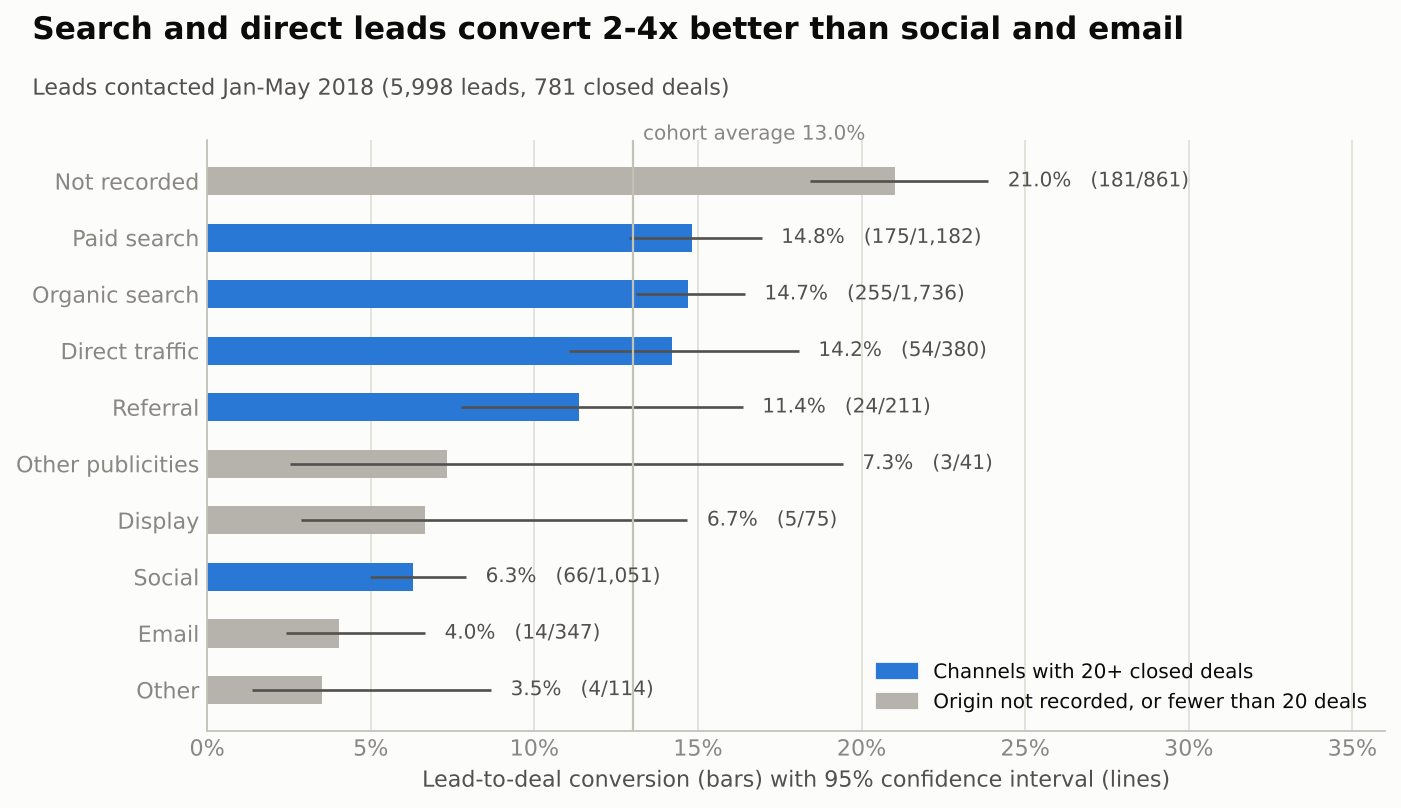 Search and direct leads convert 2-4x better than social and email
Leads contacted Jan-May 2018 (5,998 leads, 781 closed deals)
cohort average 13.0%
Not recorded 21.0% (181/861)
Paid search 14.8% (175/1,182)
Organic search 14.7% (255/1,736)
Direct traffic 14.2% (54/380)
Referral 11.4% (24/211)
Other publicities 7.3% (3/41)
Display 6.7% (5/75)
Social 6.3% (66/1,051)
Email 4.0% (14/347)
Other 3.5% (4/114)
Channels with 20+ closed deals
Origin not recorded, or fewer than 20 deals
0% 5% 10% 15% 20% 25% 30% 35%
Lead-to-deal conversion (bars) with 95% confidence interval (lines)